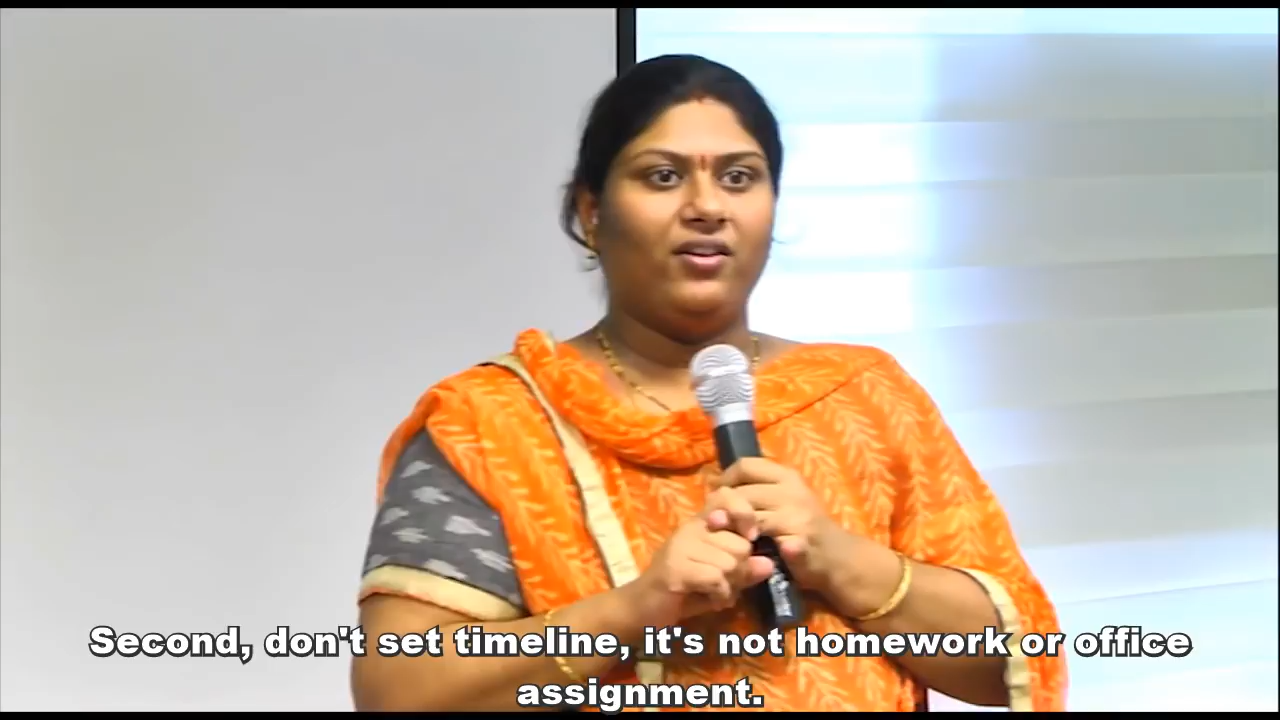 Second, don't set timeline, it's not homework or office
assignment.